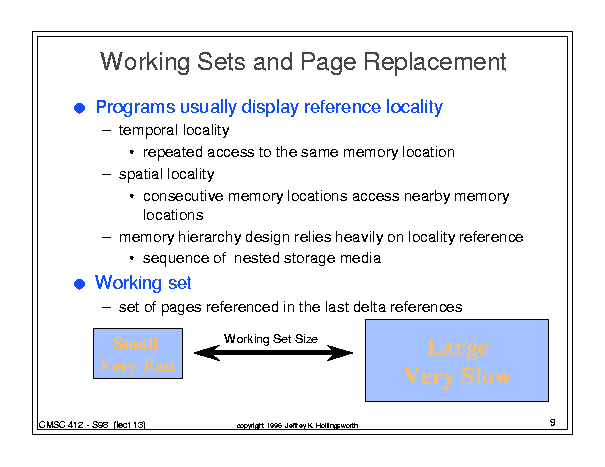 Working Sets and Page Replacement
● Programs usually display reference locality
– temporal locality
• repeated access to the same memory location
– spatial locality
• consecutive memory locations access nearby memory
locations
– memory hierarchy design relies heavily on locality reference
• sequence of nested storage media
● Working set
– set of pages referenced in the last delta references
Small
Very Fast
Working Set Size
Large
Very Slow
CMSC 412 - S96 (lect 13)
copyright 1996 Jeffrey K. Hollingsworth
9